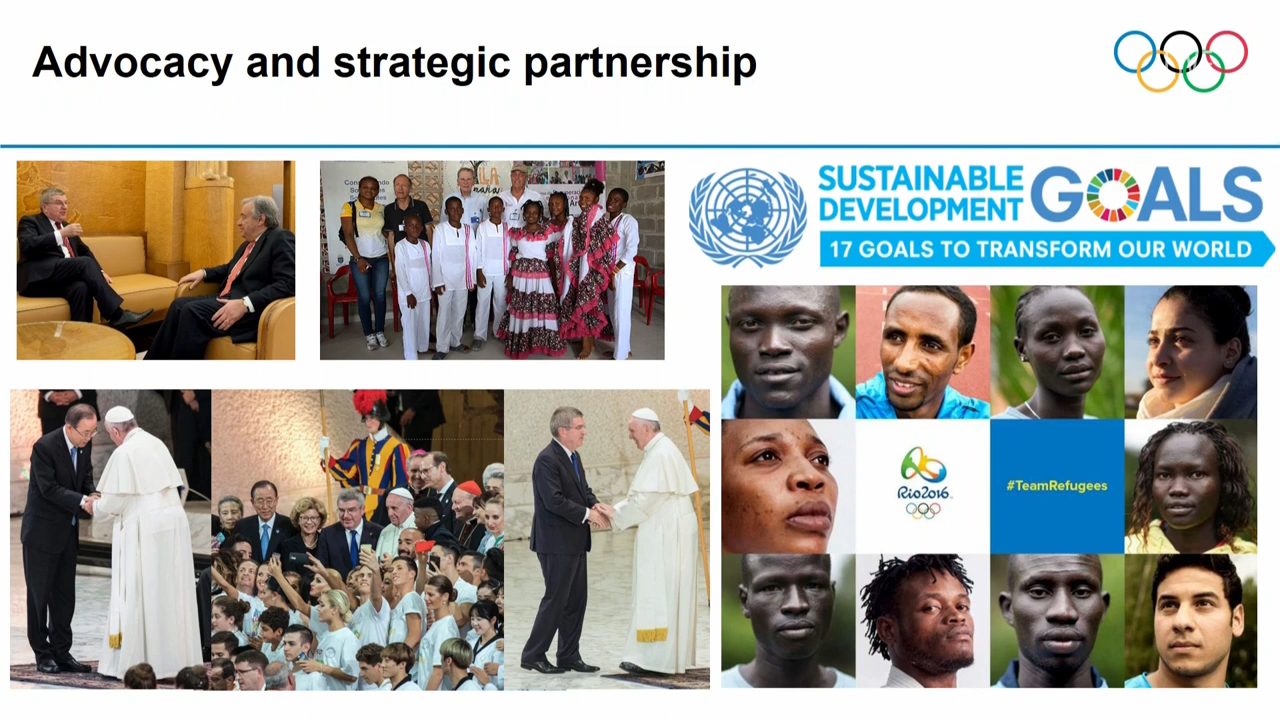 Advocacy and strategic partnership
SUSTAINABLE
DEVELOPMENT
GOALS
17 GOALS TO TRANSFORM OUR WORLD
Rio2016
#TeamRefugees